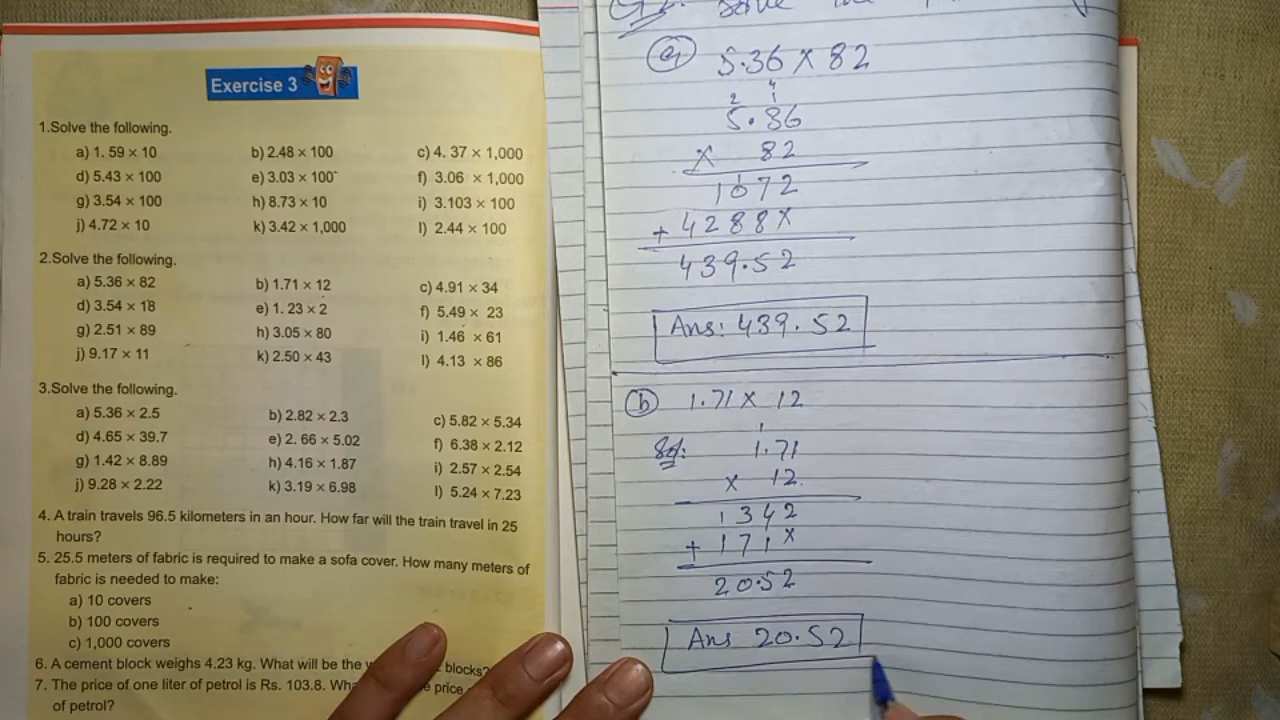 Exercise 3
1.Solve the following.
a) 1. 59 × 10 b) 2.48 × 100 c) 4. 37 × 1,000
d) 5.43 × 100 e) 3.03 × 100 f) 3.06 × 1,000
g) 3.54 × 100 h) 8.73 × 10 i) 3.103 × 100
j) 4.72 × 10 k) 3.42 × 1,000 l) 2.44 × 100
2.Solve the following.
a) 5.36 × 82 b) 1.71 × 12 c) 4.91 × 34
d) 3.54 × 18 e) 1. 23 × 2 f) 5.49 × 23
g) 2.51 × 89 h) 3.05 × 80 i) 1.46 × 61
j) 9.17 × 11 k) 2.50 × 43 l) 4.13 × 86
3.Solve the following.
a) 5.36 × 2.5 b) 2.82 × 2.3 c) 5.82 × 5.34
d) 4.65 × 39.7 e) 2. 66 × 5.02 f) 6.38 × 2.12
g) 1.42 × 8.89 h) 4.16 × 1.87 i) 2.57 × 2.54
j) 9.28 × 2.22 k) 3.19 × 6.98 l) 5.24 × 7.23
4. A train travels 96.5 kilometers in an hour. How far will the train travel in 25
hours?
5. 25.5 meters of fabric is required to make a sofa cover. How many meters of
fabric is needed to make:
a) 10 covers
b) 100 covers
c) 1,000 covers
6. A cement block weighs 4.23 kg. What will be the blocks?
7. The price of one liter of petrol is Rs. 103.8. price
of petrol?
Solve the
(a) 5.36 × 82
2 4
1
5.36
× 82
1
1072
+ 4288×
439.52
Ans: 439.52
(b) 1.71 × 12
1
Sol: 1.71
× 12
1342
+ 171×
20.52
Ans 20.52